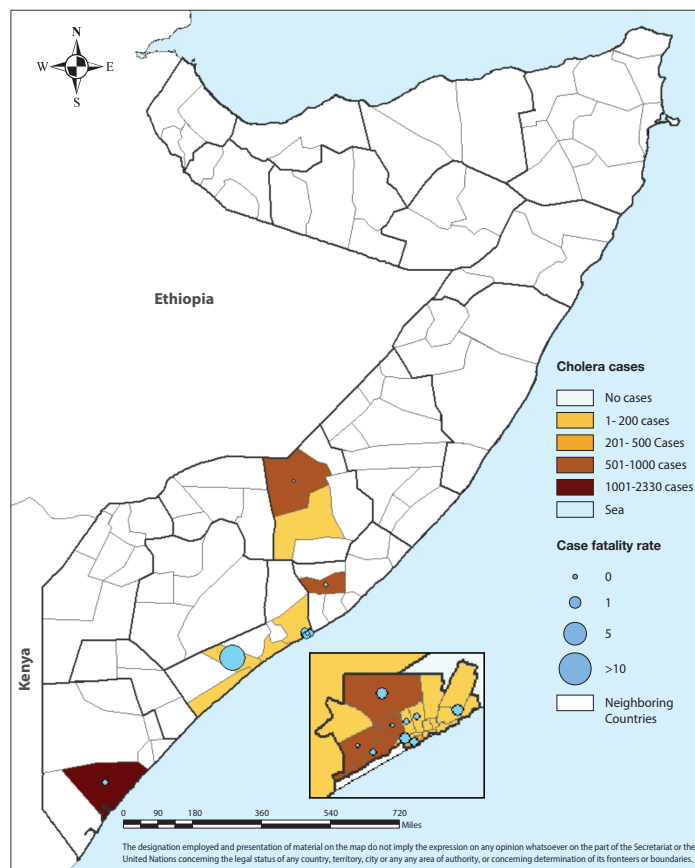 N
W E
S
Ethiopia
Kenya
Cholera cases
No cases
1- 200 cases
201- 500 Cases
501-1000 cases
1001-2330 cases
Sea
Case fatality rate
0
1
5
>10
Neighboring
Countries
0 90 180 360 540 720
Miles
The designation employed and presentation of material on the map do not imply the expression on any opinion whatsoever on the part of the Secretariat or the
United Nations concerning the legal status of any country, territory, city or any any area of authority, or concerning determination of its fronteers or boundaries.